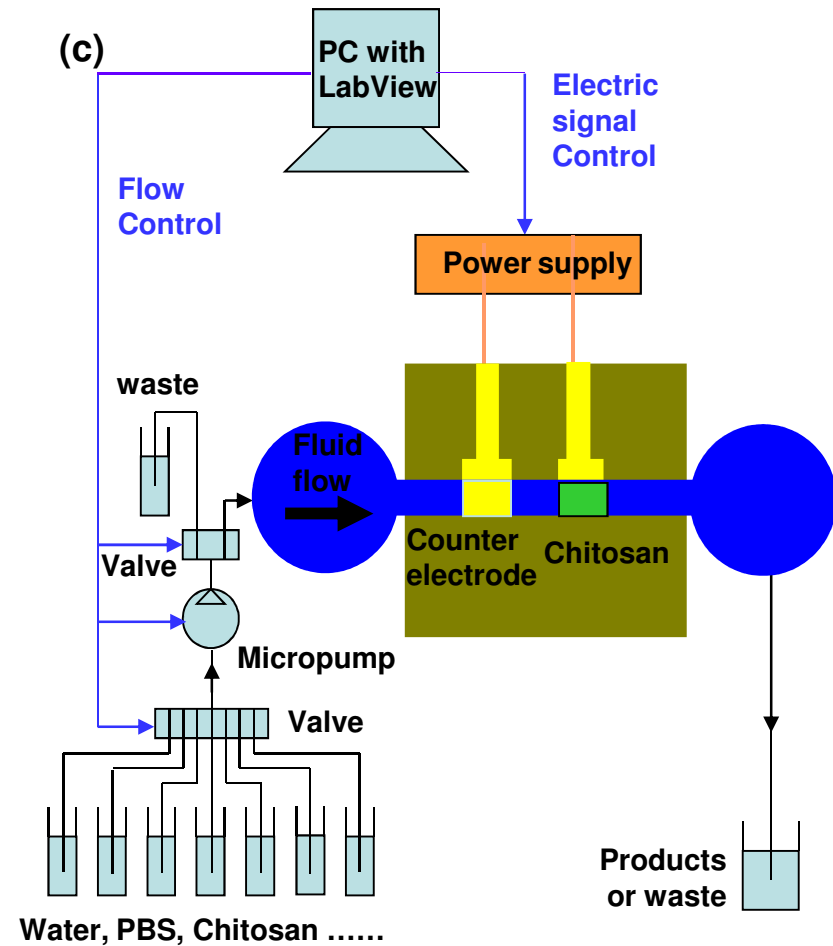 (c)
PC with
LabView
Electric
signal
Control
Flow
Control
Power supply
waste
Fluid
flow
Valve
Counter
electrode
Chitosan
Micropump
Valve
Products
or waste
Water, PBS, Chitosan ......